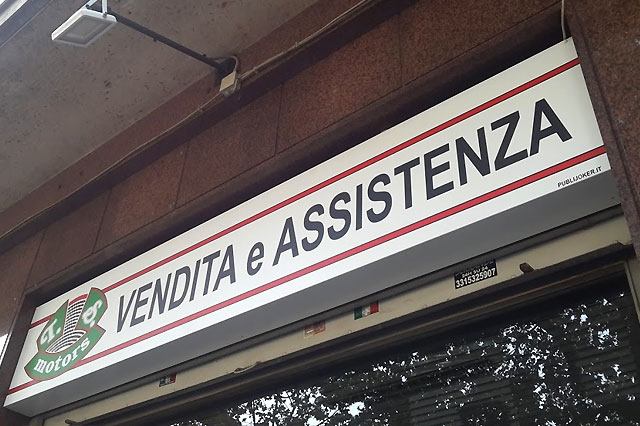 VENDITA e ASSISTENZA
motors
PUBLIJOKER.IT
3315325907